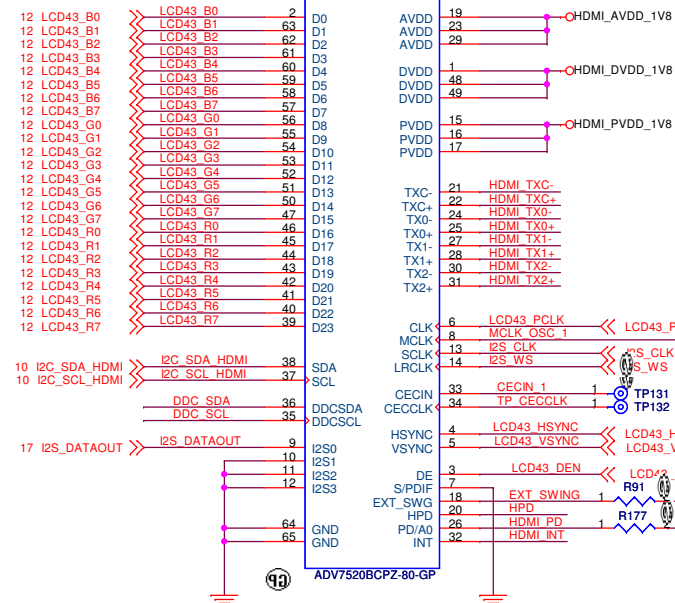 12 LCD43_B0 LCD43_B0 2 D0 AVDD 19 HDMI_AVDD_1V8
12 LCD43_B1 LCD43_B1 63 D1 AVDD 23
12 LCD43_B2 LCD43_B2 62 D2 AVDD 29
12 LCD43_B3 LCD43_B3 61 D3
12 LCD43_B4 LCD43_B4 60 D4 DVDD 1 HDMI_DVDD_1V8
12 LCD43_B5 LCD43_B5 59 D5 DVDD 48
12 LCD43_B6 LCD43_B6 58 D6 DVDD 49
12 LCD43_B7 LCD43_B7 57 D7
12 LCD43_G0 LCD43_G0 56 D8 PVDD 15 HDMI_PVDD_1V8
12 LCD43_G1 LCD43_G1 55 D9 PVDD 16
12 LCD43_G2 LCD43_G2 54 D10 PVDD 17
12 LCD43_G3 LCD43_G3 53 D11
12 LCD43_G4 LCD43_G4 52 D12
12 LCD43_G5 LCD43_G5 51 D13 TXC- 21 HDMI_TXC-
12 LCD43_G6 LCD43_G6 50 D14 TXC+ 22 HDMI_TXC+
12 LCD43_G7 LCD43_G7 47 D15 TX0- 24 HDMI_TX0-
12 LCD43_R0 LCD43_R0 46 D16 TX0+ 25 HDMI_TX0+
12 LCD43_R1 LCD43_R1 45 D17 TX1- 27 HDMI_TX1-
12 LCD43_R2 LCD43_R2 44 D18 TX1+ 28 HDMI_TX1+
12 LCD43_R3 LCD43_R3 43 D19 TX2- 30 HDMI_TX2-
12 LCD43_R4 LCD43_R4 42 D20 TX2+ 31 HDMI_TX2+
12 LCD43_R5 LCD43_R5 41 D21
12 LCD43_R6 LCD43_R6 40 D22
12 LCD43_R7 LCD43_R7 39 D23 CLK 6 LCD43_PCLK LCD43_P
MCLK 8 MCLK_OSC_1
10 I2C_SDA_HDMI I2C_SDA_HDMI 38 SDA SCLK 13 I2S_CLK I2S_CLK
10 I2C_SCL_HDMI I2C_SCL_HDMI 37 SCL LRCLK 14 I2S_WS S_WS
DDC_SDA 36 DDCSDA CECIN 33 CECIN_1 1 TP131
DDC_SCL 35 DDCSCL CECCLK 34 TP_CECCLK 1 TP132
17 I2S_DATAOUT I2S_DATAOUT 9 I2S0 HSYNC 4 LCD43_HSYNC LCD43_H
10 I2S1 VSYNC 5 LCD43_VSYNC LCD43_V
11 I2S2 DE 3 LCD43_DEN LCD43_
12 I2S3 S/PDIF 7 R91
EXT_SWG 18 EXT_SWING 1
64 GND HPD 20 HPD R177
65 GND PD/A0 26 HDMI_PD 1
INT 32 HDMI_INT
ADV7520BCPZ-80-GP